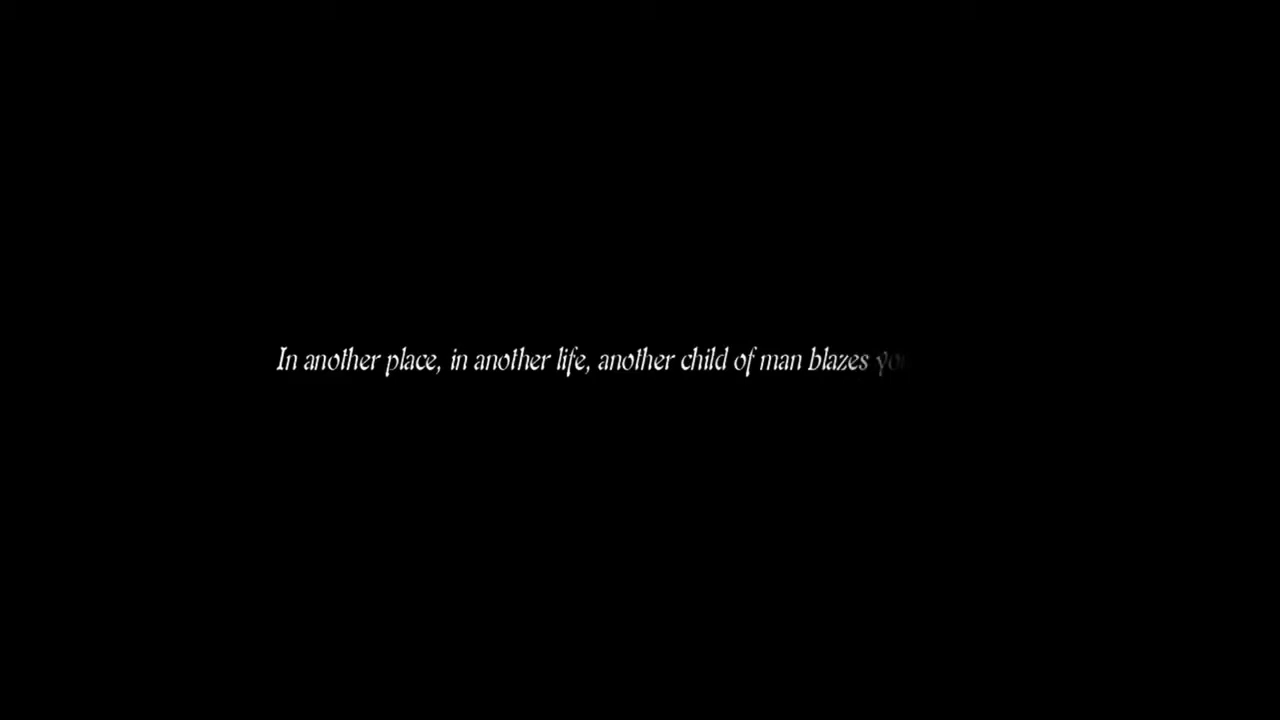 In another place, in another life, another child of man blazes